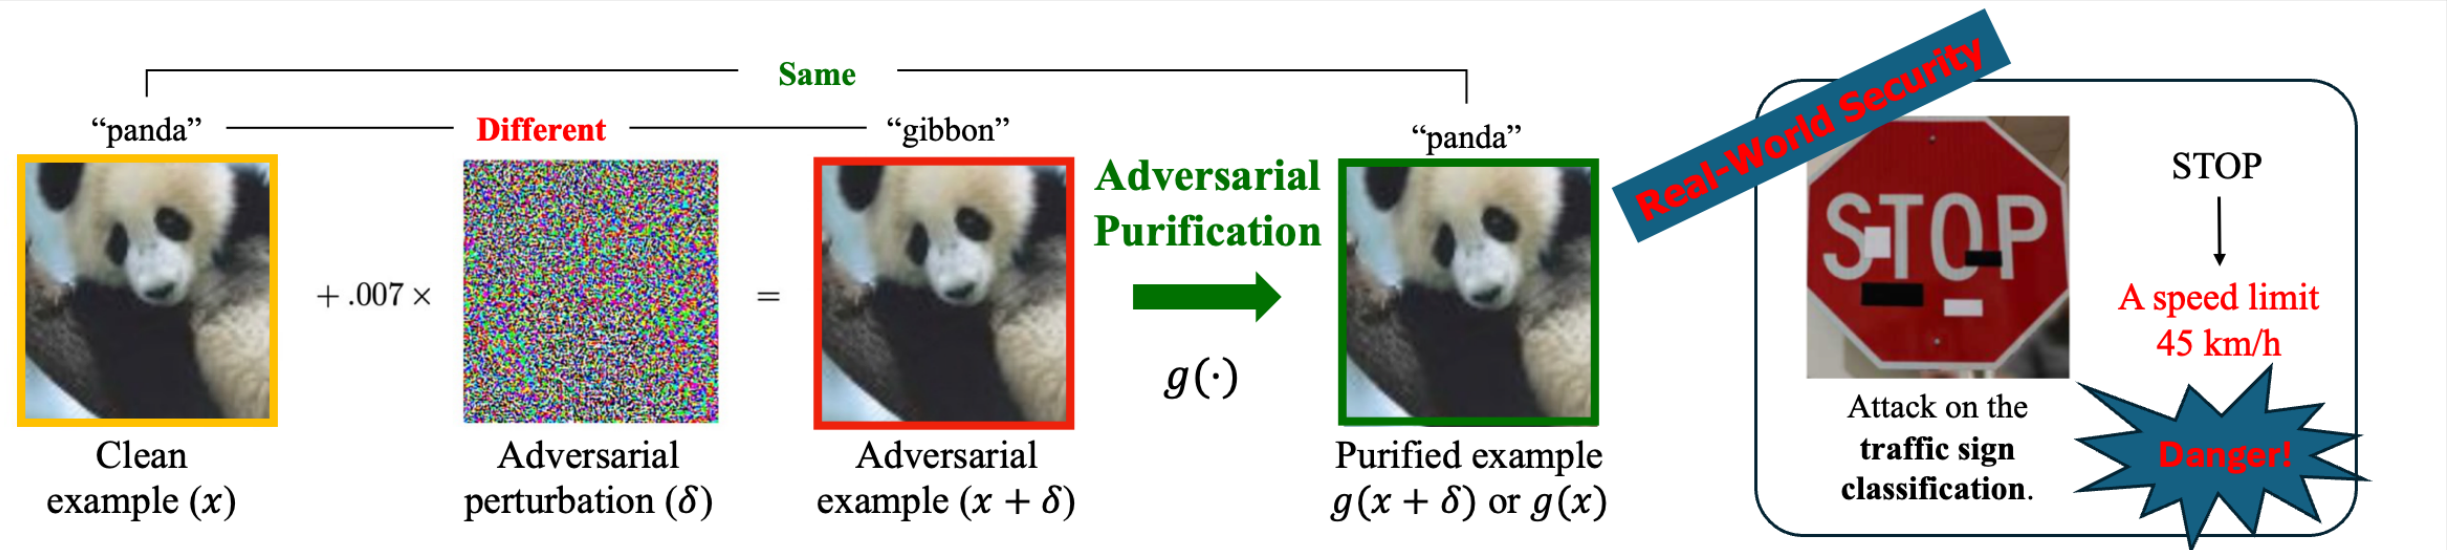 Same
“panda”
Different
“gibbon”
“panda”
+ .007 ×
=
Adversarial
Purification
g(·)
Clean
example (x)
Adversarial
perturbation (δ)
Adversarial
example (x + δ)
Purified example
g(x + δ) or g(x)
Real-World Security
STOP
STOP
A speed limit
45 km/h
Attack on the
traffic sign
classification.
Danger!